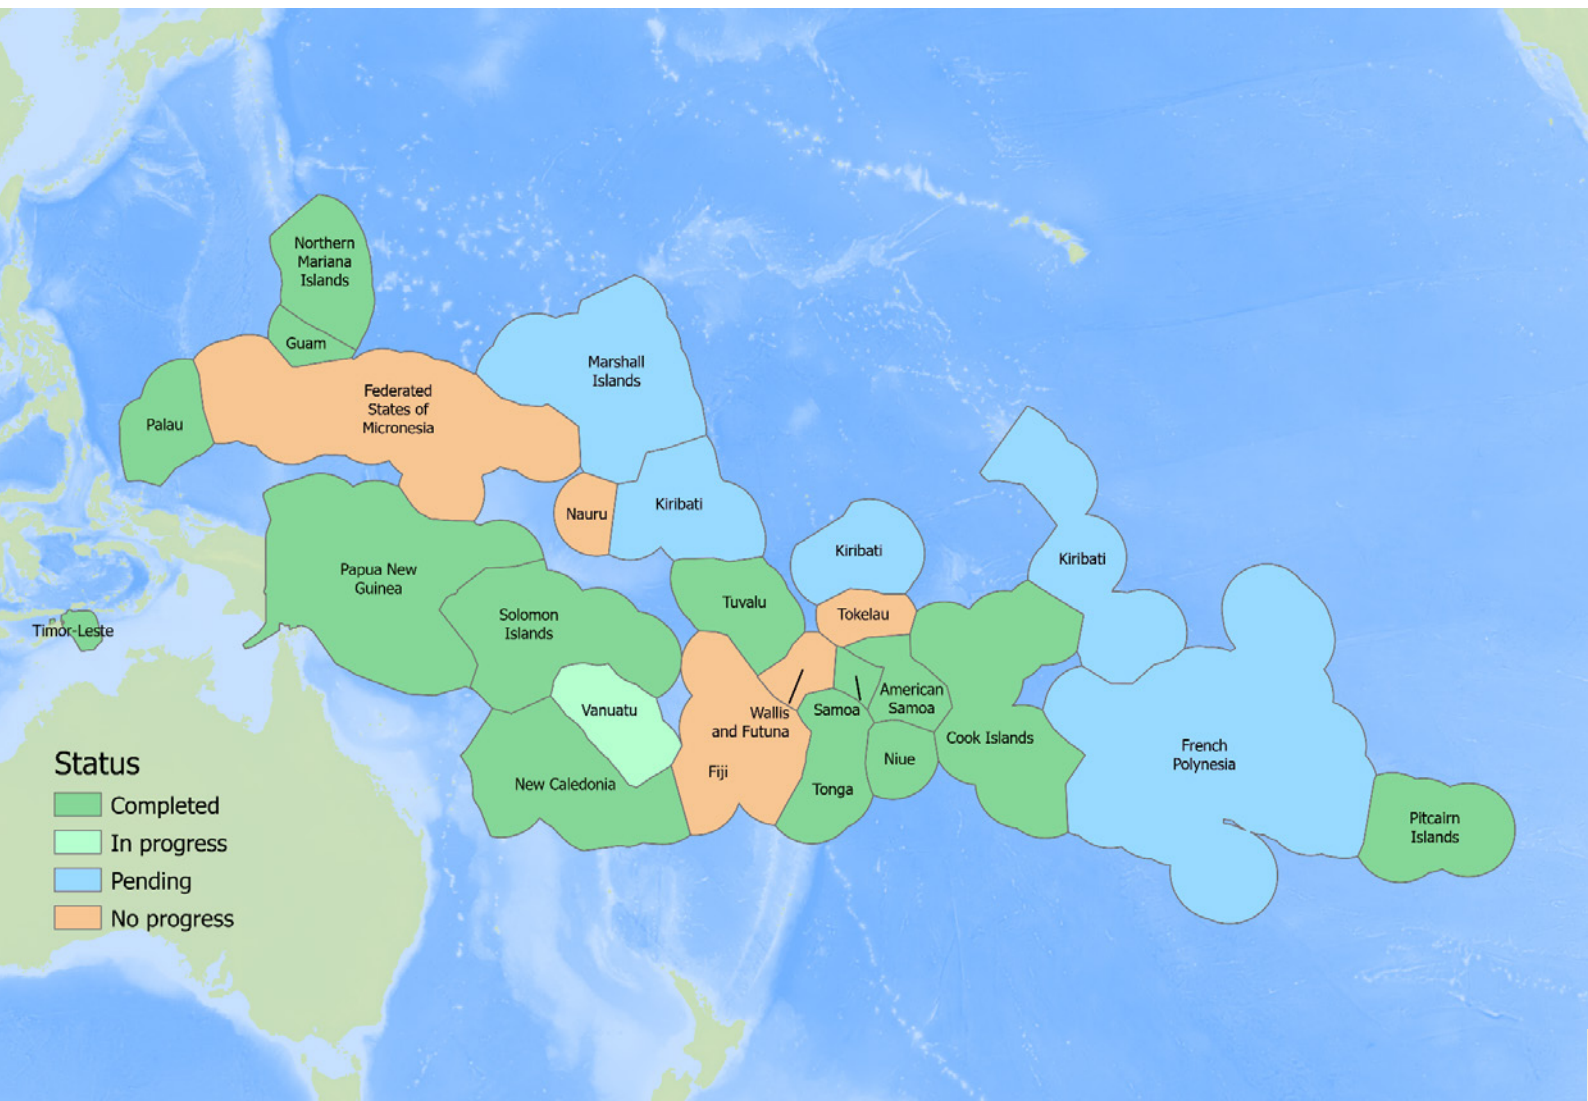 Northern
Mariana
Islands
Guam
Marshall
Islands
Federated
States of
Micronesia
Palau
Kiribati
Nauru
Kiribati
Kiribati
Papua New
Guinea
Tuvalu
Tokelau
Solomon
Islands
Timor-Leste
American
Samoa
Vanuatu
Samoa
Wallis
and Futuna
Cook Islands
French
Polynesia
Niue
Fiji
New Caledonia
Tonga
Pitcairn
Islands
Status
Completed
In progress
Pending
No progress